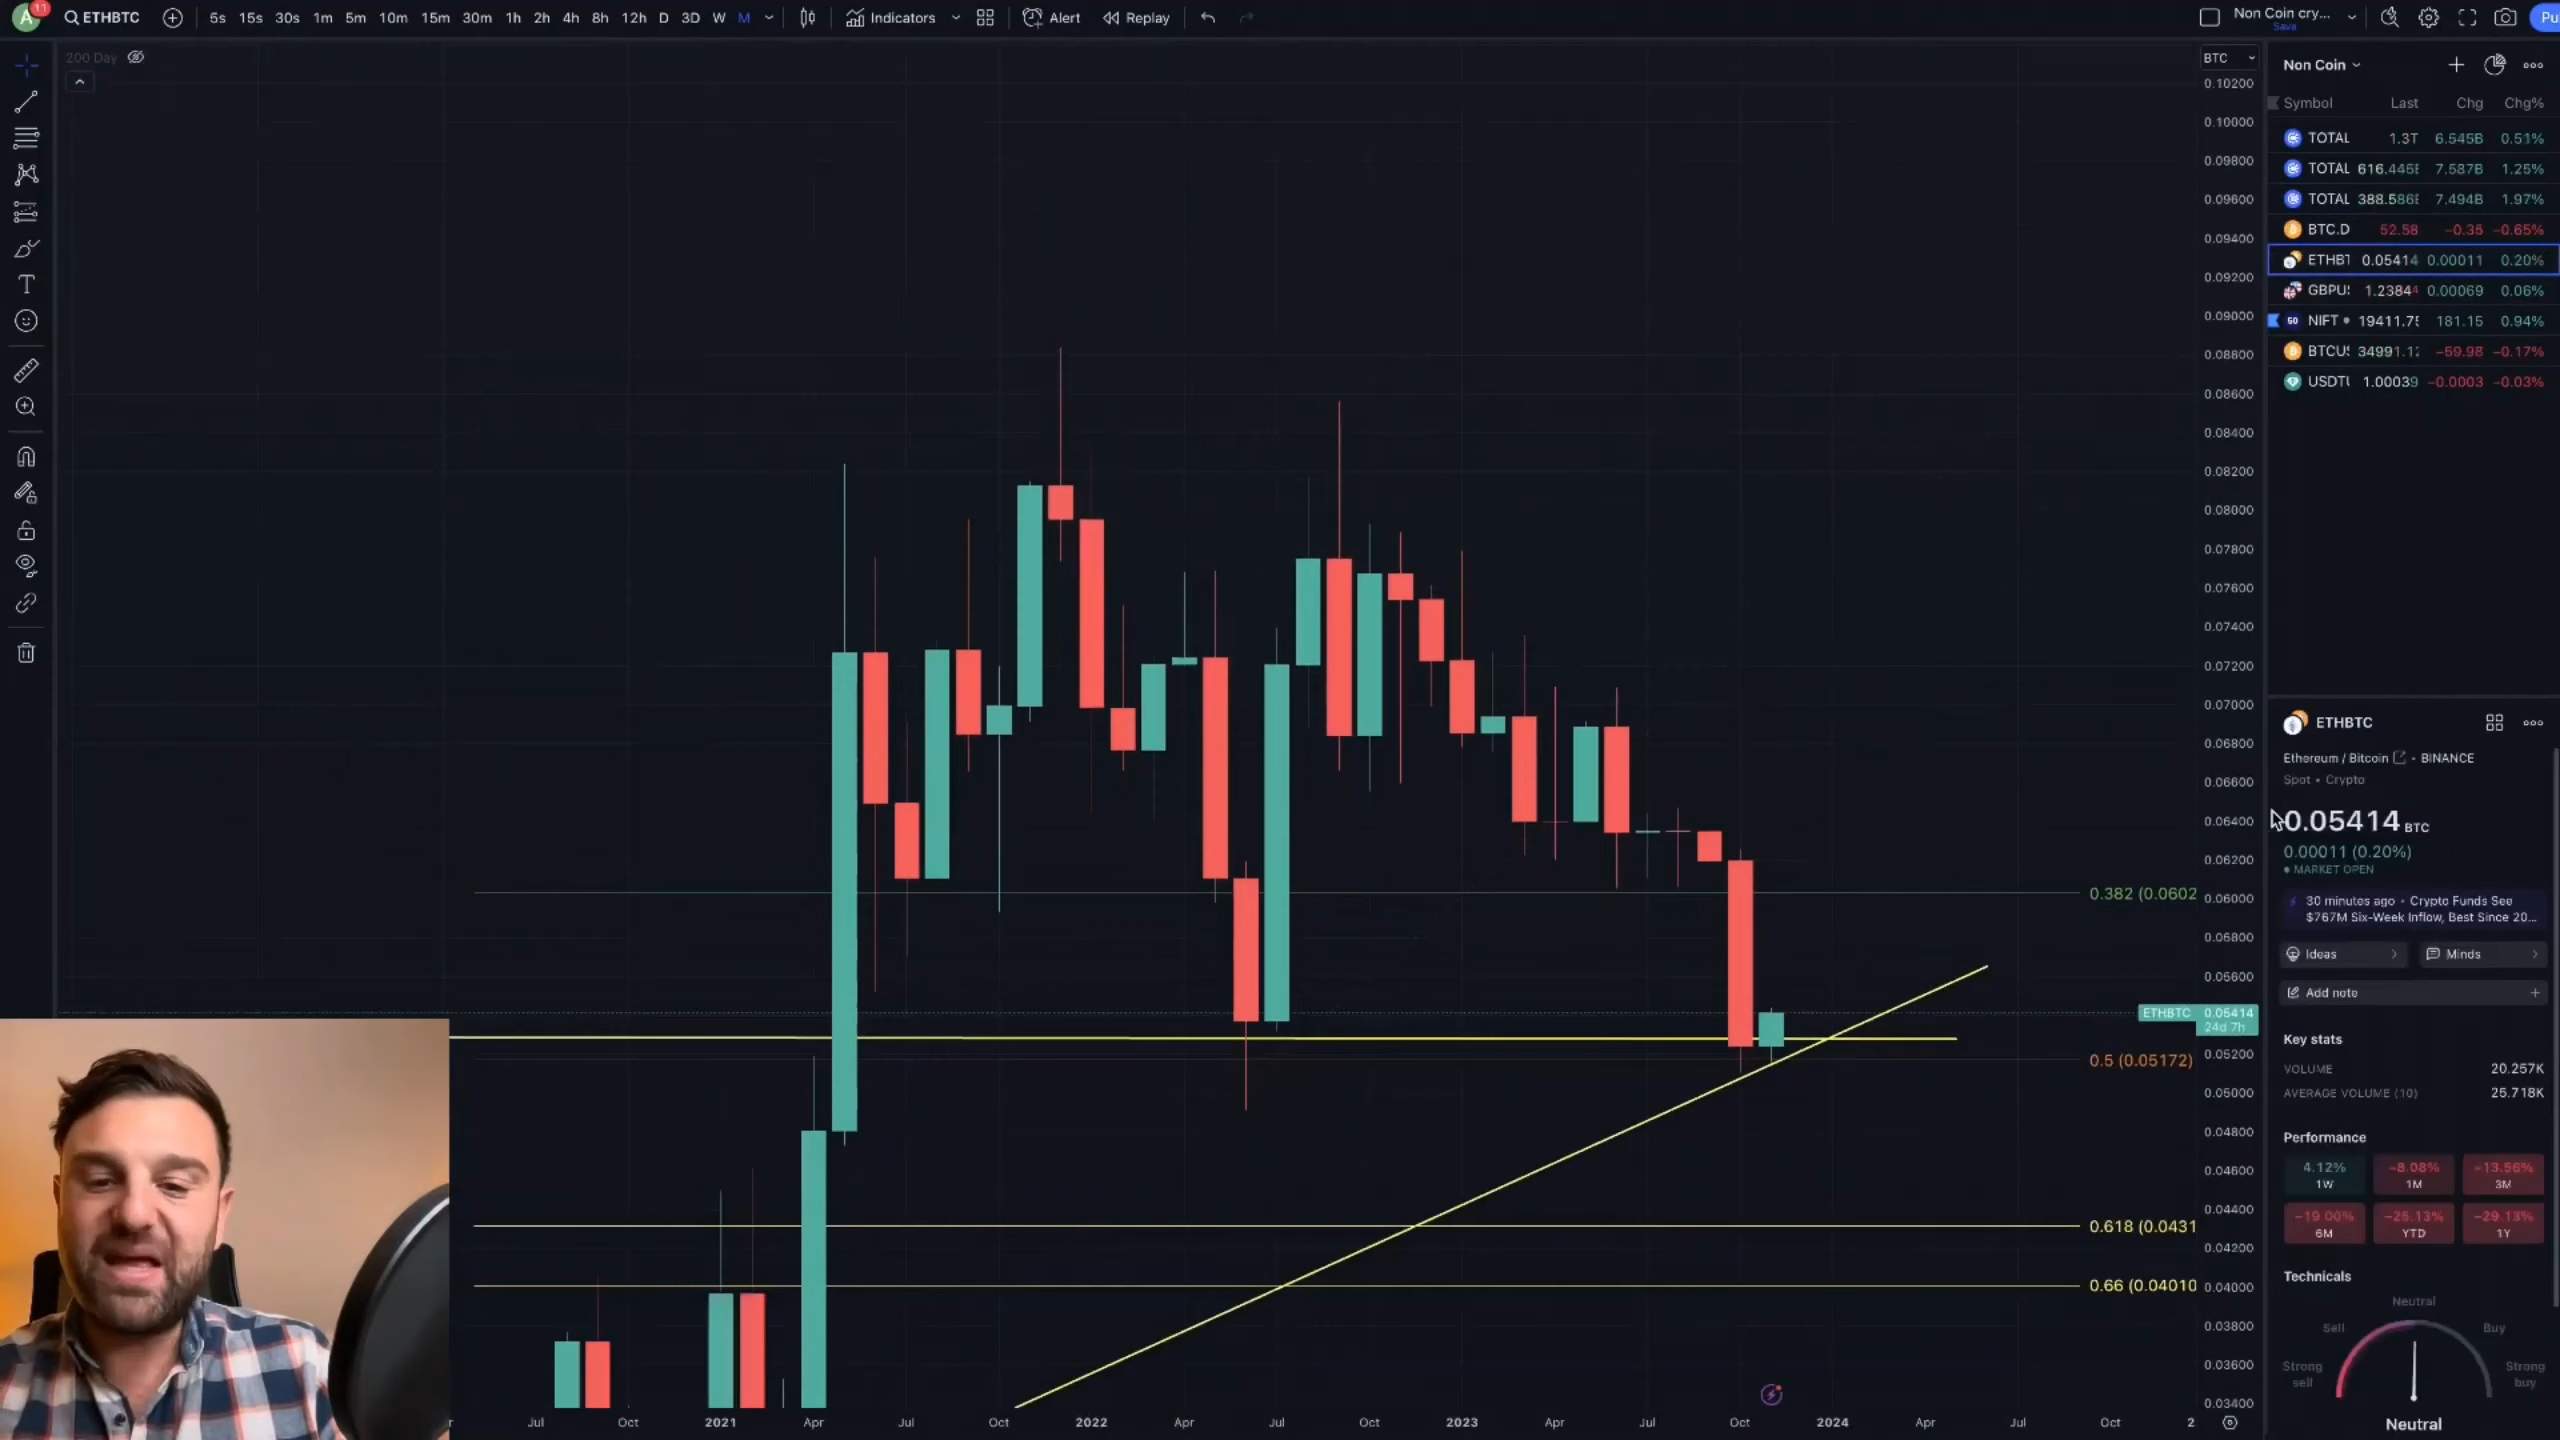 A 11 ETHBTC 5s 15s 30s 1m 5m 10m 15m 30m 1h 2h 4h 8h 12h D 3D W M Indicators Alert Replay Non Coin cry... Save Pu
200 Day
BTC
0.10200
0.10000
0.09800
0.09600
0.09400
0.09200
0.09000
0.08800
0.08600
0.08400
0.08200
0.08000
0.07800
0.07600
0.07400
0.07200
0.07000
0.06800
0.06600
0.06400
0.06200
0.382 (0.0602
0.06000
0.05800
0.05600
ETHBTC 0.05414
24d 7h
0.05200
0.5 (0.05172)
0.05000
0.04800
0.04600
0.04400
0.618 (0.0431
0.04200
0.66 (0.04010
0.04000
0.03800
0.03600
0.03400
Jul Oct 2021 Apr Jul Oct 2022 Apr Jul Oct 2023 Apr Jul Oct 2024 Apr Jul Oct 2
Non Coin
Symbol Last Chg Chg%
TOTAL 1.3T 6.545B 0.51%
TOTAL 616.446E 7.587B 1.25%
TOTAL 388.586E 7.494B 1.97%
BTC.D 52.58 −0.35 −0.65%
ETHBT 0.05414 0.00011 0.20%
GBPU 1.2384 0.00069 0.06%
50 NIFT 19411.75 181.15 0.94%
BTCU 34991.12 −59.98 −0.17%
USDT 1.00039 −0.0003 −0.03%
ETHBTC
Ethereum / Bitcoin • BINANCE
Spot • Crypto
0.05414 BTC
0.00011 (0.20%)
MARKET OPEN
30 minutes ago • Crypto Funds See
$767M Six-Week Inflow, Best Since 20...
Ideas Minds
Add note
Key stats
VOLUME 20.257K
AVERAGE VOLUME (10) 25.718K
Performance
4.12% −8.08% −13.56%
1W 1M 3M
−19.00% −25.13% −29.13%
6M YTD 1Y
Technicals
Neutral
Sell Buy
Strong sell Strong buy
Neutral